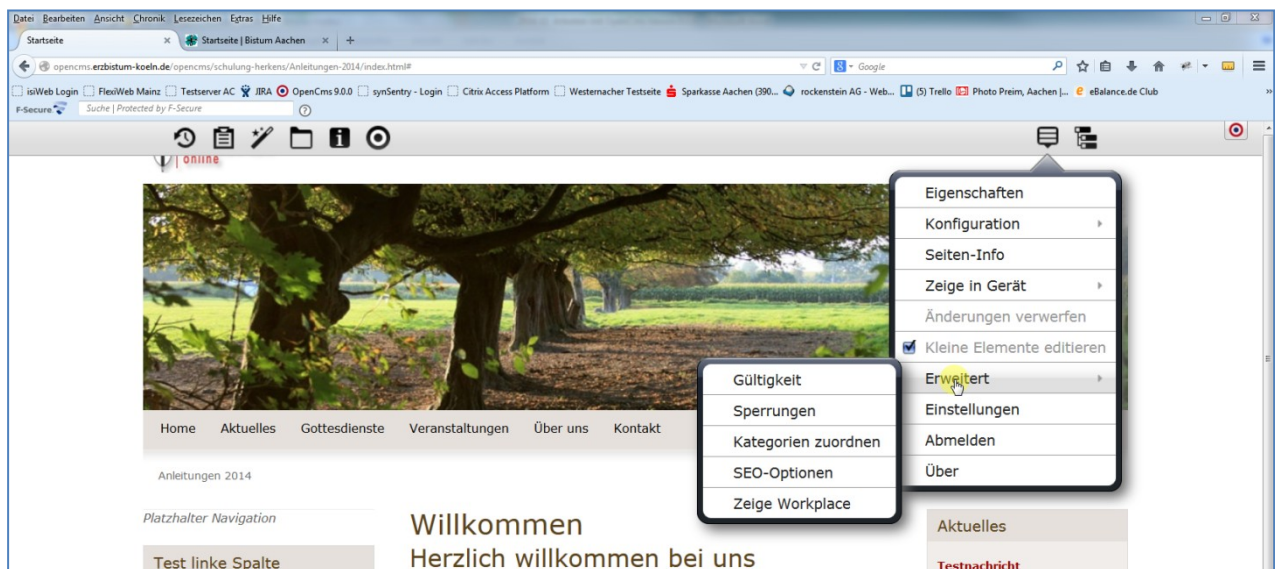 Datei Bearbeiten Ansicht Chronik Lesezeichen Extras Hilfe
Startseite × Startseite | Bistum Aachen × +
opencms.erzbistum-koeln.de/opencms/schulung-herkens/Anleitungen-2014/index.html# 8 Google
isiWeb Login FlexiWeb Mainz Testserver AC JIRA OpenCms 9.0.0 synSentry - Login Citrix Access Platform Westernacher Testseite Sparkasse Aachen (390... rockenstein AG - Web... (5) Trello Photo Preim, Aachen |... eBalance.de Club »
F-Secure Suche | Protected by F-Secure ?
online
Eigenschaften
Konfiguration
Seiten-Info
Zeige in Gerät
Änderungen verwerfen
Kleine Elemente editieren
Erweitert
Einstellungen
Abmelden
Über
Gültigkeit
Sperrungen
Kategorien zuordnen
SEO-Optionen
Zeige Workplace
Home Aktuelles Gottesdienste Veranstaltungen Über uns Kontakt
Anleitungen 2014
Platzhalter Navigation
Test linke Spalte
Willkommen
Herzlich willkommen bei uns
Aktuelles
Testnachricht